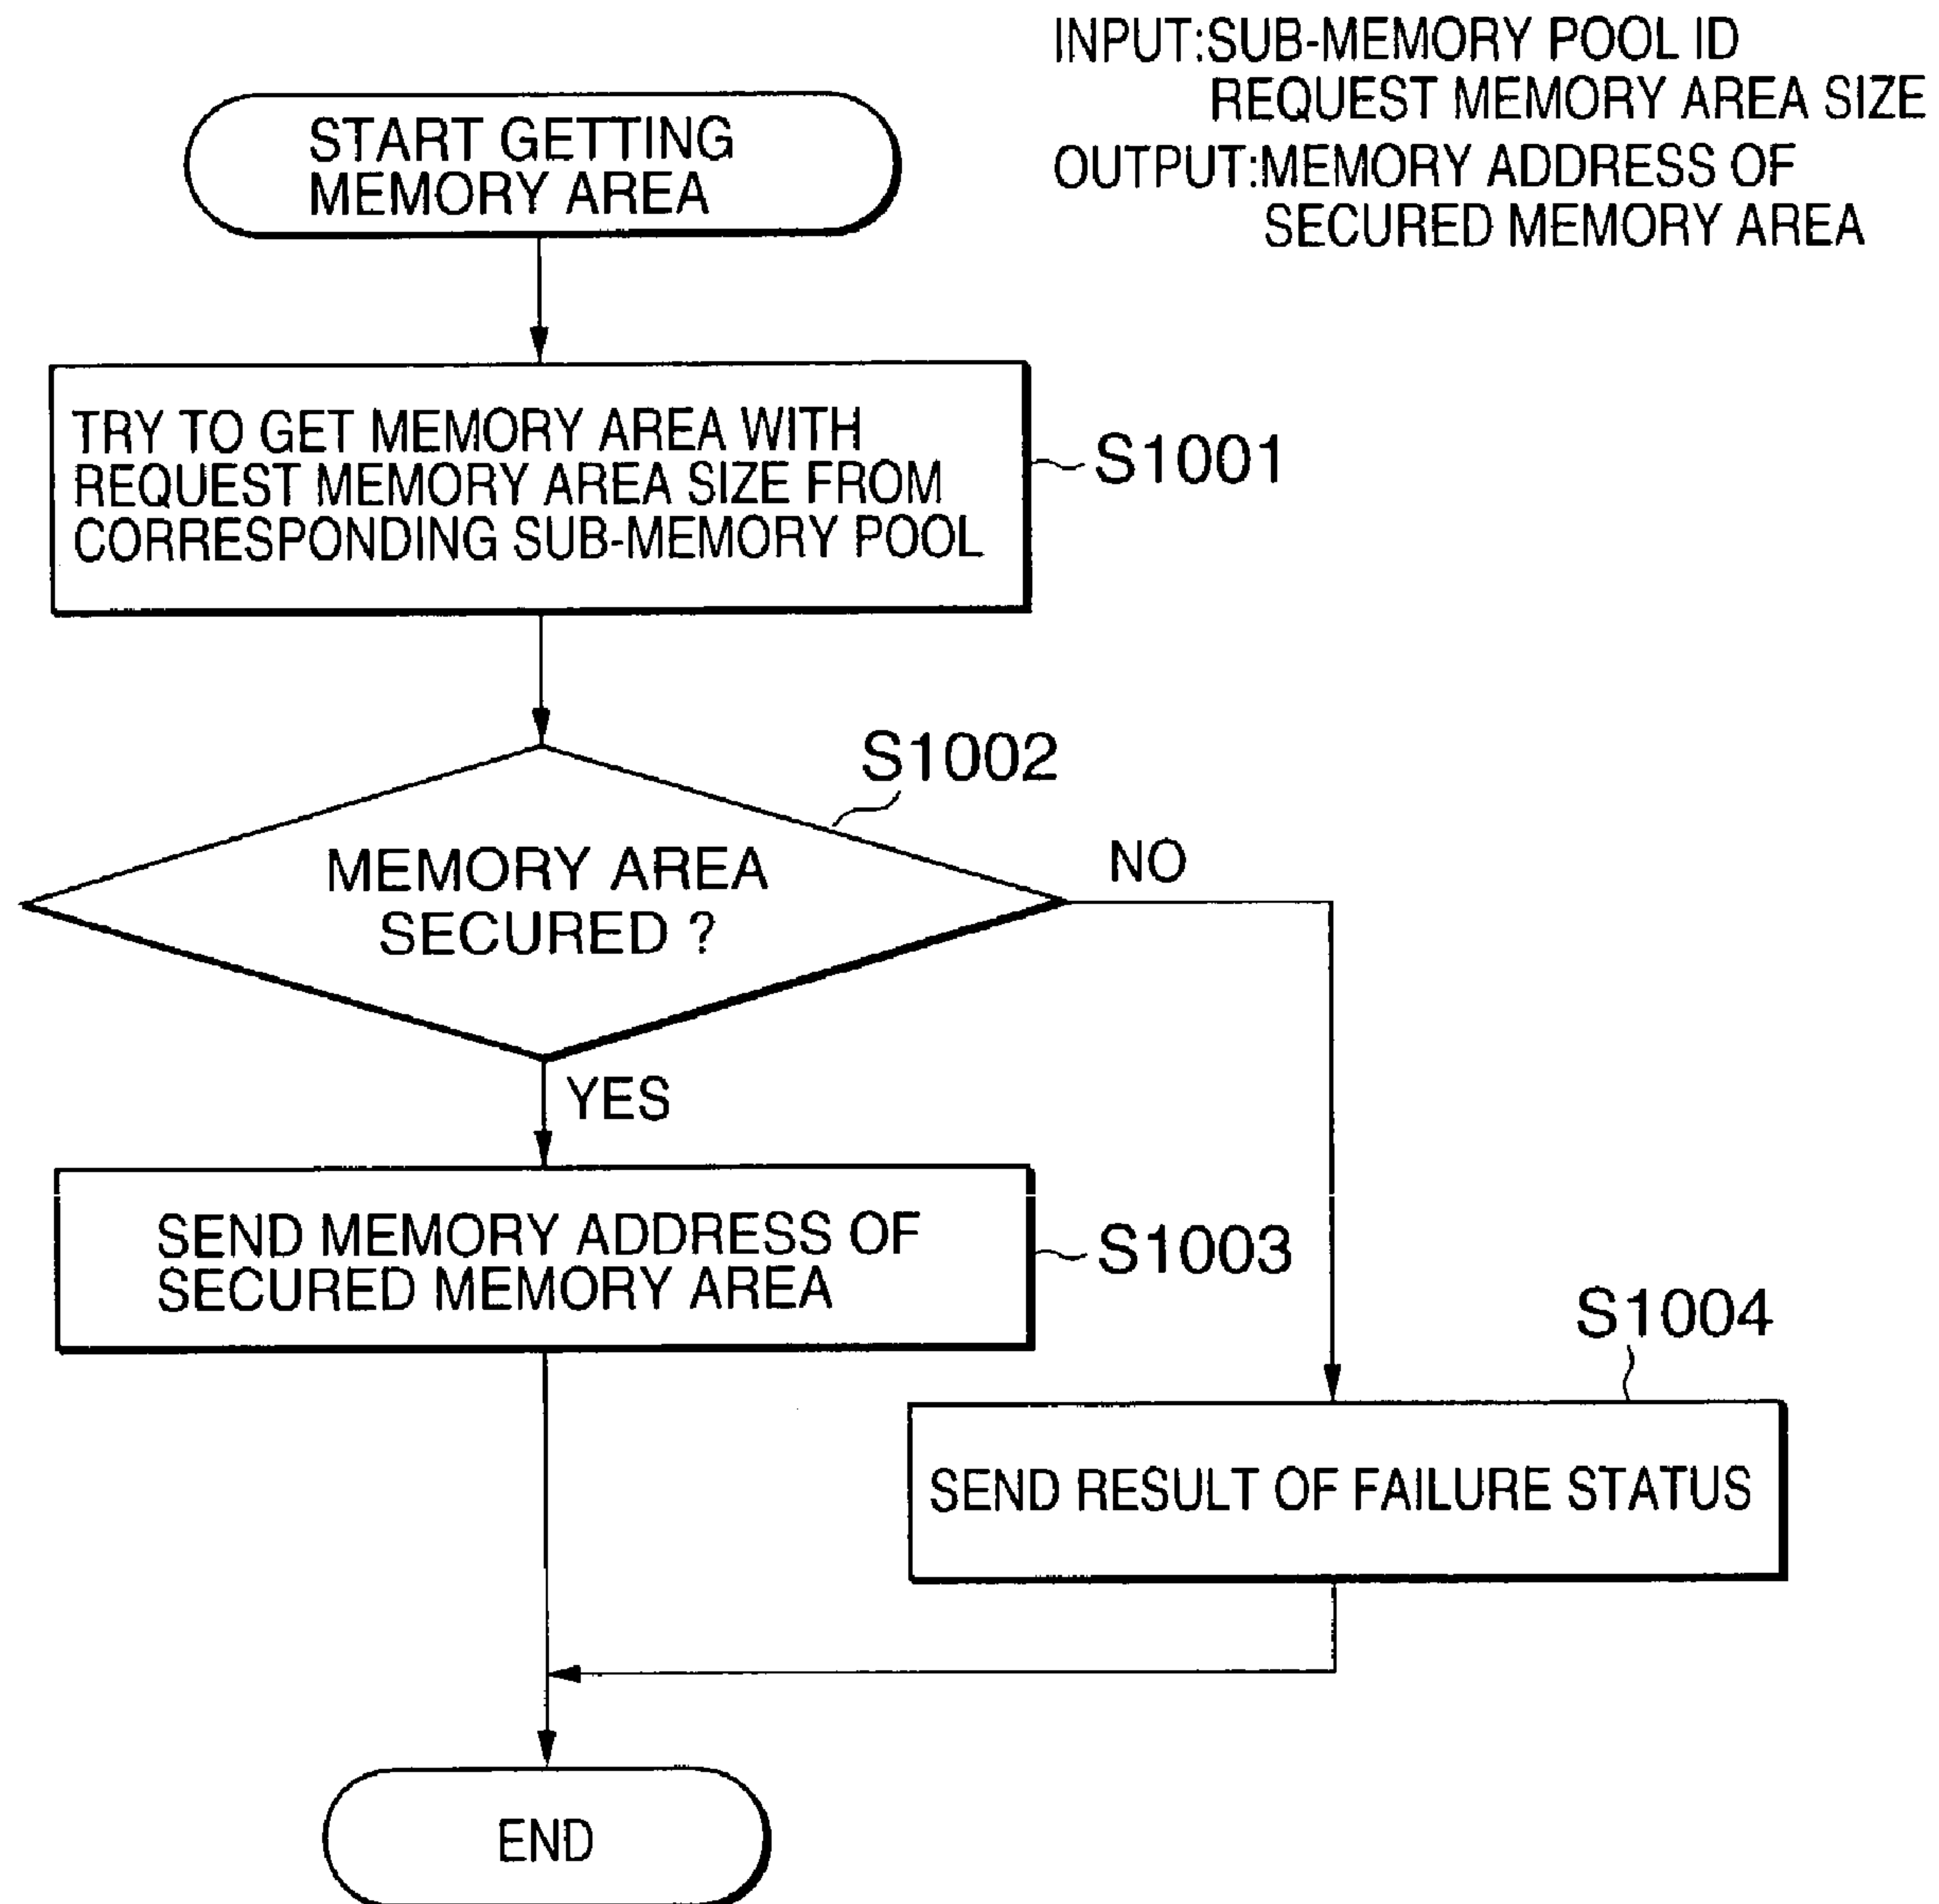 INPUT:SUB-MEMORY POOL ID
REQUEST MEMORY AREA SIZE
OUTPUT:MEMORY ADDRESS OF
SECURED MEMORY AREA
START GETTING
MEMORY AREA
TRY TO GET MEMORY AREA WITH
REQUEST MEMORY AREA SIZE FROM
CORRESPONDING SUB-MEMORY POOL
S1001
S1002
MEMORY AREA
SECURED ?
NO
YES
SEND MEMORY ADDRESS OF
SECURED MEMORY AREA
S1003
S1004
SEND RESULT OF FAILURE STATUS
END